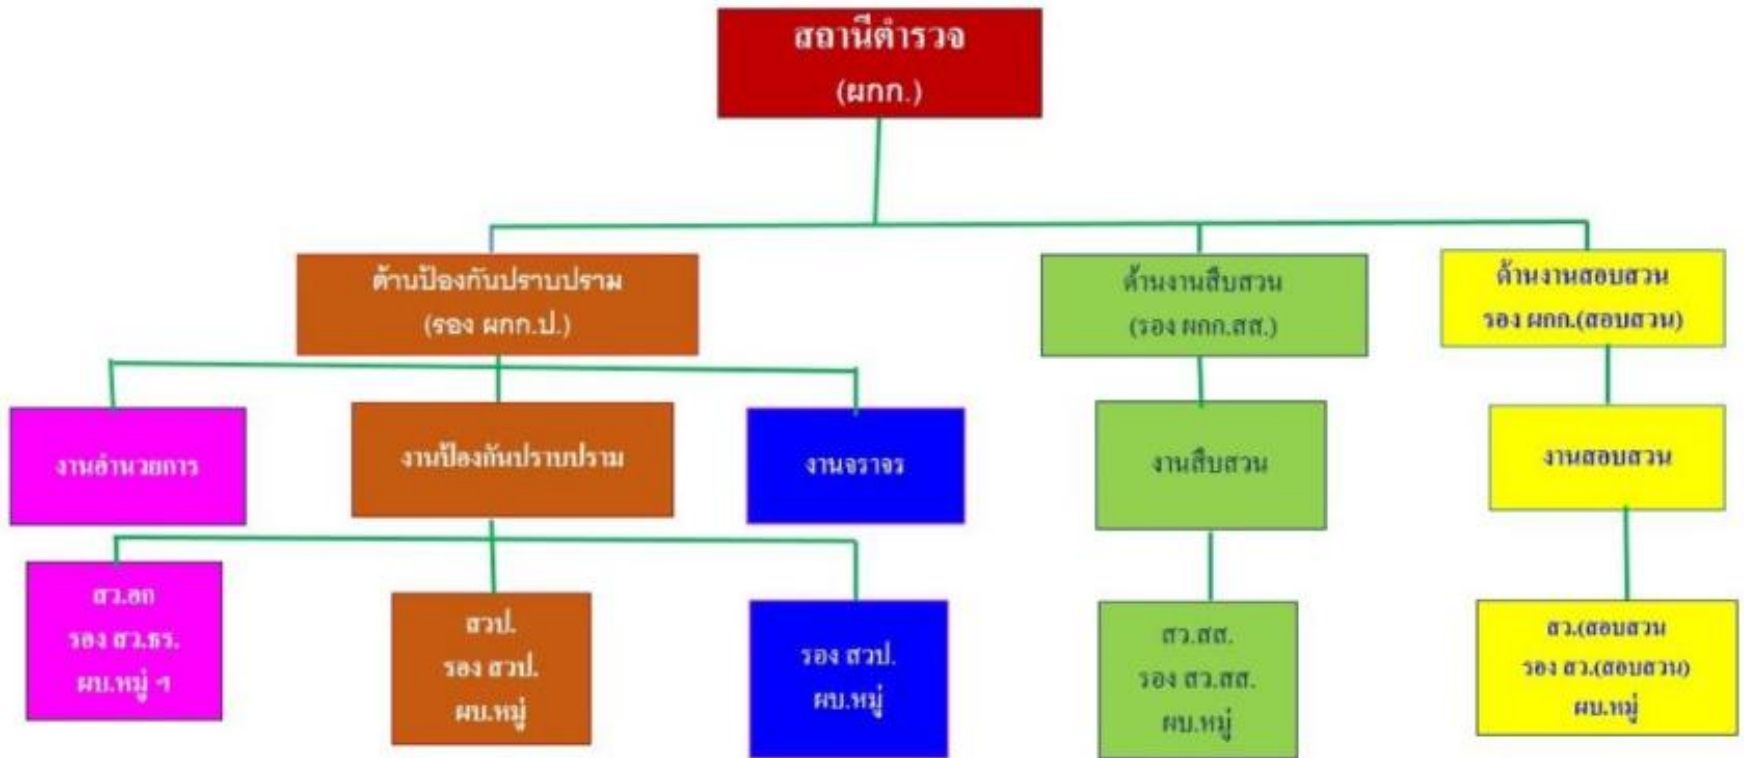 สถานีตำรวจ
(ผกก.)
ด้านป้องกันปราบปราม
(รอง ผกก.ป.)
ด้านงานสืบสวน
(รอง ผกก.สส.)
ด้านงานสอบสวน
รอง ผกก.(สอบสวน)
งานอำนวยการ
งานป้องกันปราบปราม
งานจราจร
งานสืบสวน
งานสอบสวน
สว.อก
รอง สว.ธร.
ผบ.หมู่ ฯ
สวป.
รอง สวป.
ผบ.หมู่
รอง สวป.
ผบ.หมู่
สว.สส.
รอง สว.สส.
ผบ.หมู่
สว.(สอบสวน
รอง สว.(สอบสวน)
ผบ.หมู่